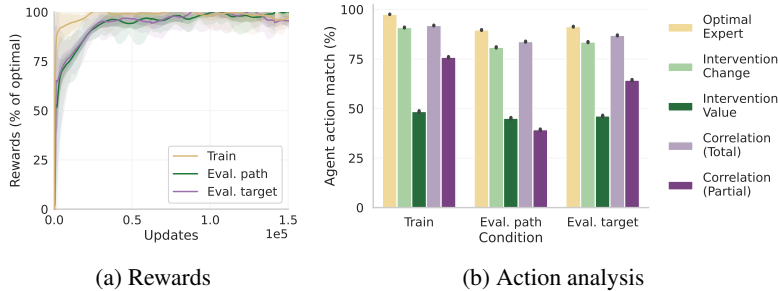 100
75
50
25
0
Rewards (% of optimal)
Train
Eval. path
Eval. target
0.0
0.5
1.0
1.5
1e5
Updates
(a) Rewards
100
75
50
25
0
Agent action match (%)
Train
Eval. path
Eval. target
Condition
Optimal
Expert
Intervention
Change
Intervention
Value
Correlation
(Total)
Correlation
(Partial)
(b) Action analysis